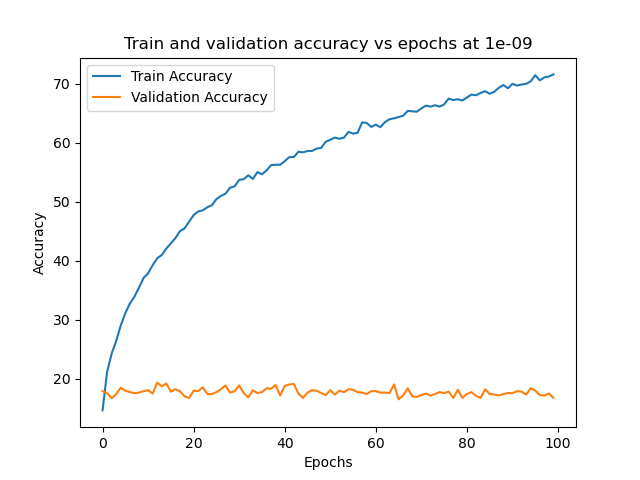 Train and validation accuracy vs epochs at 1e-09
Train Accuracy
Validation Accuracy
70
60
50
40
30
20
Accuracy
0 20 40 60 80 100
Epochs